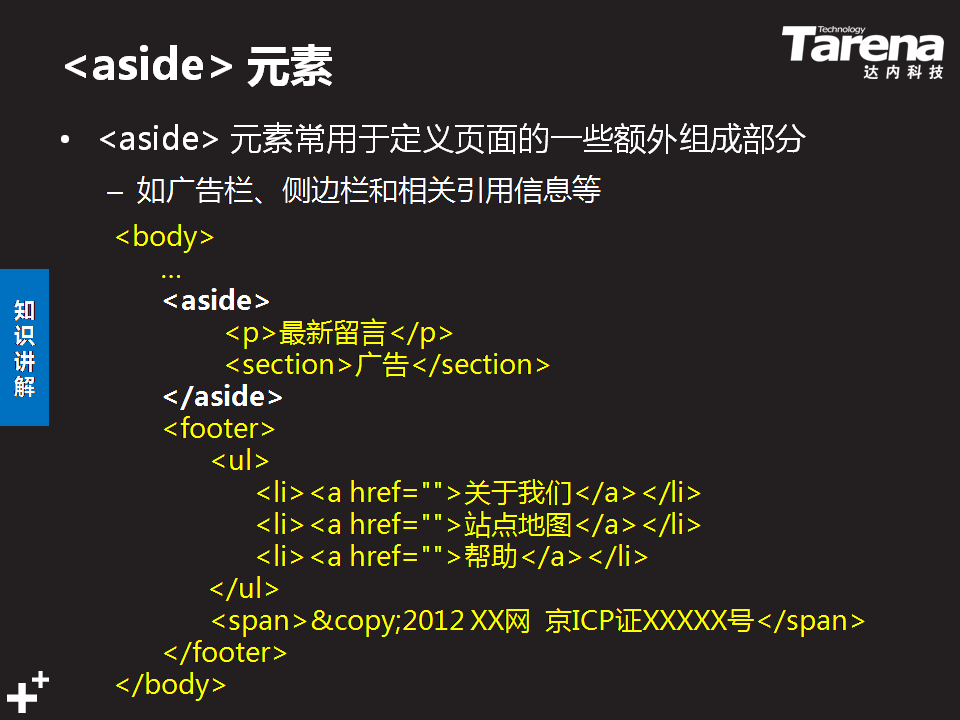 <aside> 元素
Technology
Tarena
达内科技
• <aside> 元素常用于定义页面的一些额外组成部分
– 如广告栏、侧边栏和相关引用信息等
<body>
…
<aside>
<p>最新留言</p>
<section>广告</section>
</aside>
<footer>
<ul>
<li><a href="">关于我们</a></li>
<li><a href="">站点地图</a></li>
<li><a href="">帮助</a></li>
</ul>
<span>&copy;2012 XX网  京ICP证XXXXX号</span>
</footer>
</body>
知识讲解